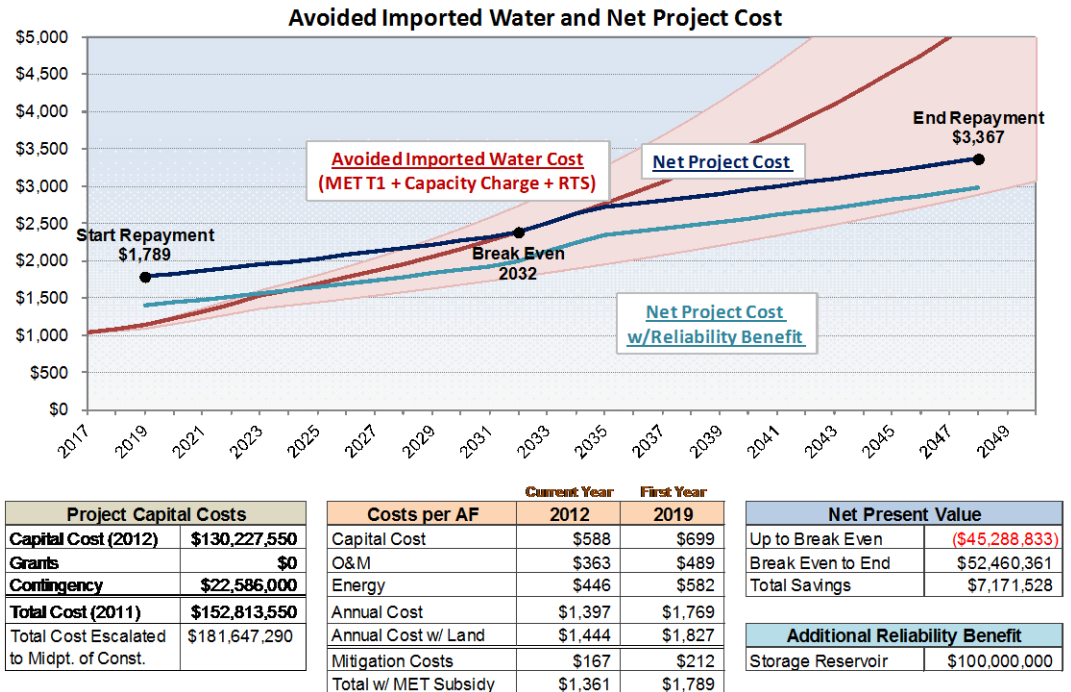 Avoided Imported Water and Net Project Cost
$5,000
$4,500
$4,000
$3,500
$3,000
$2,500
$2,000
$1,500
$1,000
$500
$0
Avoided Imported Water Cost
(MET T1 + Capacity Charge + RTS)
Net Project Cost
End Repayment
$3,367
Start Repayment
$1,789
Break Even
2032
Net Project Cost
w/Reliability Benefit
2017 2019 2021 2023 2025 2027 2029 2031 2033 2035 2037 2039 2041 2043 2045 2047 2049
Project Capital Costs
Capital Cost (2012) $130,227,550
Grants $0
Contingency $22,586,000
Total Cost (2011) $152,813,550
Total Cost Escalated $181,647,290
to Midpt. of Const.
Current Year First Year
Costs per AF 2012 2019
Capital Cost $588 $699
O&M $363 $489
Energy $446 $582
Annual Cost $1,397 $1,769
Annual Cost w/ Land $1,444 $1,827
Mitigation Costs $167 $212
Total w/ MET Subsidy $1,361 $1,789
Net Present Value
Up to Break Even ($45,288,833)
Break Even to End $52,460,361
Total Savings $7,171,528
Additional Reliability Benefit
Storage Reservoir $100,000,000